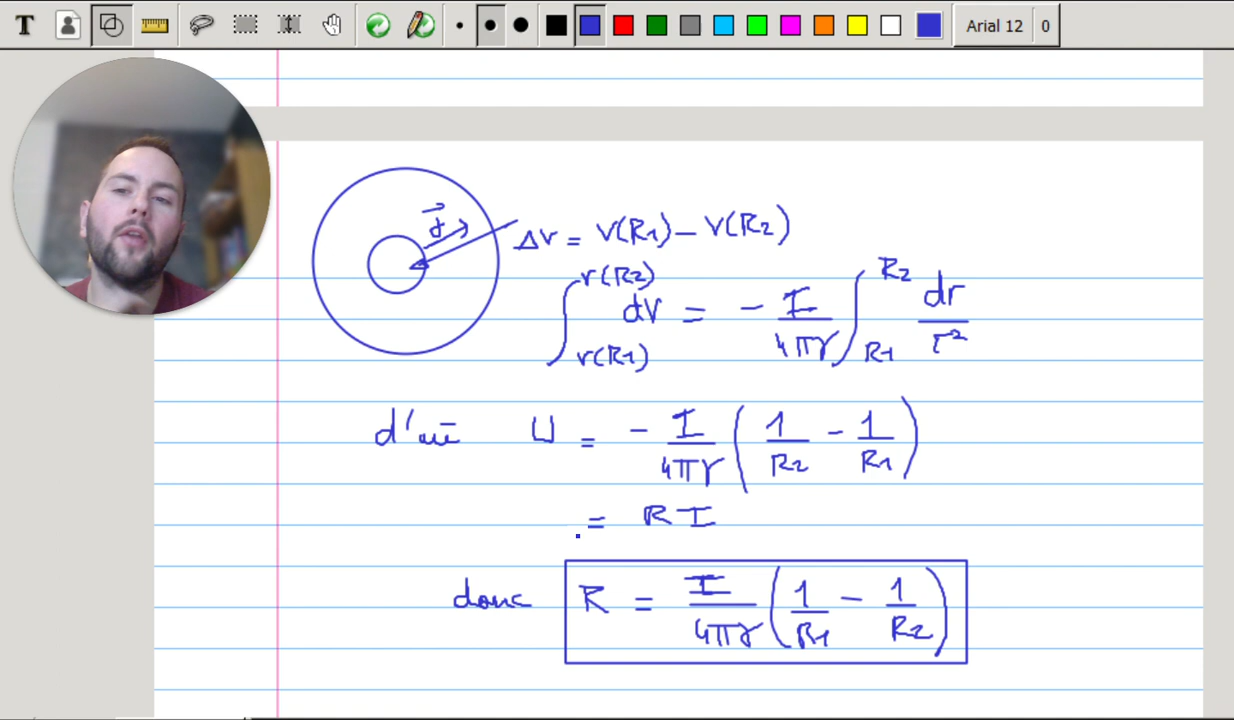 T Arial 12 0
j⃗ ΔV = V(R1) – V(R2)
∫_{V(R1)}^{V(R2)} dV = - I/4πγ ∫_{R1}^{R2} dr/r²
d'où U = - I/4πγ (1/R2 - 1/R1)
= RI
donc R = I/4πγ (1/R1 - 1/R2)